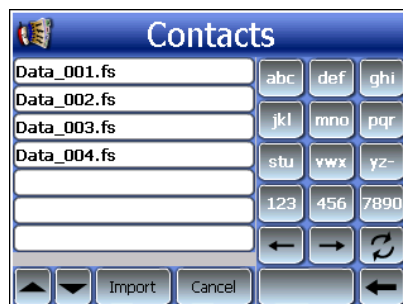 Contacts
Data_001.fs
Data_002.fs
Data_003.fs
Data_004.fs
abc def ghi
jkl mno pqr
stu vwx yz-
123 456 7890
Import Cancel